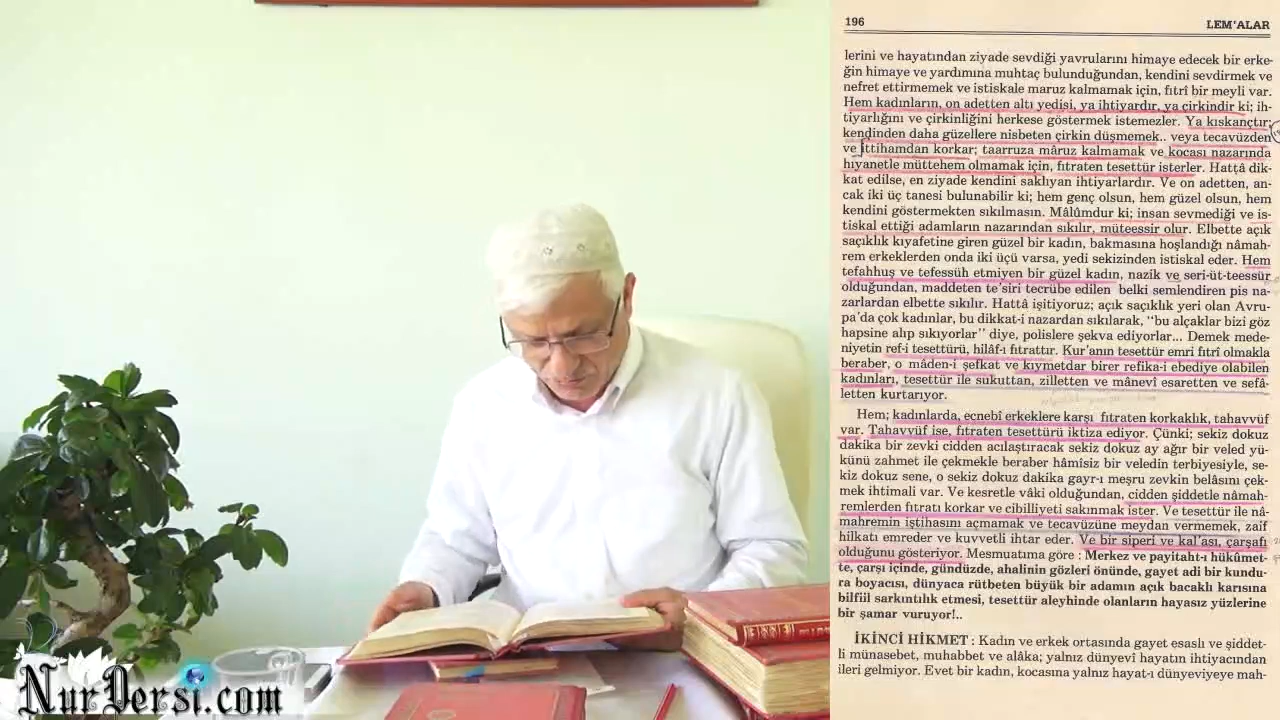 196 LEM'ALAR
lerini ve hayatından ziyade sevdiği yavrularını himaye edecek bir erke-
ğin himaye ve yardımına muhtaç bulunduğundan, kendini sevdirmek ve
nefret ettirmemek ve istiskale maruz kalmamak için, fıtrî bir meyli var.
Hem kadınların, on adetten altı yedisi, ya ihtiyardır, ya çirkindir ki; ih-
tiyarlığını ve çirkinliğini herkese göstermek istemezler. Ya kıskançtır;
kendinden daha güzellere nisbeten çirkin düşmemek.. veya tecavüzden
ve ittihamdan korkar; taarruza mâruz kalmamak ve kocası nazarında
hıyanetle müttehem olmamak için, fıtraten tesettür isterler. Hattâ dik-
kat edilse, en ziyade kendini saklıyan ihtiyarlardır. Ve on adetten, an-
cak iki üç tanesi bulunabilir ki; hem genç olsun, hem güzel olsun, hem
kendini göstermekten sıkılmasın. Mâlûmdur ki; insan sevmediği ve is-
tiskal ettiği adamların nazarından sıkılır, müteessir olur. Elbette açık
saçıklık kıyafetine giren güzel bir kadın, bakmasına hoşlandığı nâmah-
rem erkeklerden onda iki üçü varsa, yedi sekizinden istiskal eder. Hem
tefahhuş ve tefessüh etmiyen bir güzel kadın, nazik ve seri-üt-teessür
olduğundan, maddeten te'siri tecrübe edilen belki semlendiren pis na-
zarlardan elbette sıkılır. Hattâ işitiyoruz; açık saçıklık yeri olan Avru-
pa'da çok kadınlar, bu dikkat-i nazardan sıkılarak, "bu alçaklar bizi göz
hapsine alıp sıkıyorlar" diye, polislere şekva ediyorlar... Demek mede-
niyetin ref-i tesettürü, hilâf-ı fıtrattır. Kur'anın tesettür emri fıtrî olmakla
beraber, o mâden-i şefkat ve kıymetdar birer refika-i ebediye olabilen
kadınları, tesettür ile sukuttan, zilletten ve mânevî esaretten ve sefâ-
letten kurtarıyor.
Hem; kadınlarda, ecnebî erkeklere karşı fıtraten korkaklık, tahavvüf
var. Tahavvüf ise, fıtraten tesettürü iktiza ediyor. Çünki; sekiz dokuz
dakika bir zevki cidden acılaştıracak sekiz dokuz ay ağır bir veled yü-
künü zahmet ile çekmekle beraber hâmisiz bir veledin terbiyesiyle, se-
kiz dokuz sene, o sekiz dokuz dakika gayr-ı meşru zevkin belâsını çek-
mek ihtimali var. Ve kesretle vâki olduğundan, cidden şiddetle nâmah-
remlerden fıtratı korkar ve cibilliyeti sakınmak ister. Ve tesettür ile nâ-
mahremin iştihasını açmamak ve tecavüzüne meydan vermemek, zaif
hilkati emreder ve kuvvetli ihtar eder. Ve bir siperi ve kal'ası, çarşafı
olduğunu gösteriyor. Mesmuatıma göre : Merkez ve payitaht-ı hükûmet-
te, çarşı içinde, gündüzde, ahalinin gözleri önünde, gayet adi bir kundu-
ra boyacısı, dünyaca rütbeten büyük bir adamın açık bacaklı karısına
bilfiil sarkıntılık etmesi, tesettür aleyhinde olanların hayasız yüzlerine
bir şamar vuruyor!..
İKİNCİ HİKMET : Kadın ve erkek ortasında gayet esaslı ve şiddet-
li münasebet, muhabbet ve alâka; yalnız dünyevî hayatın ihtiyacından
ileri gelmiyor. Evet bir kadın, kocasına yalnız hayat-ı dünyeviyeye mah-
NurDersi.com